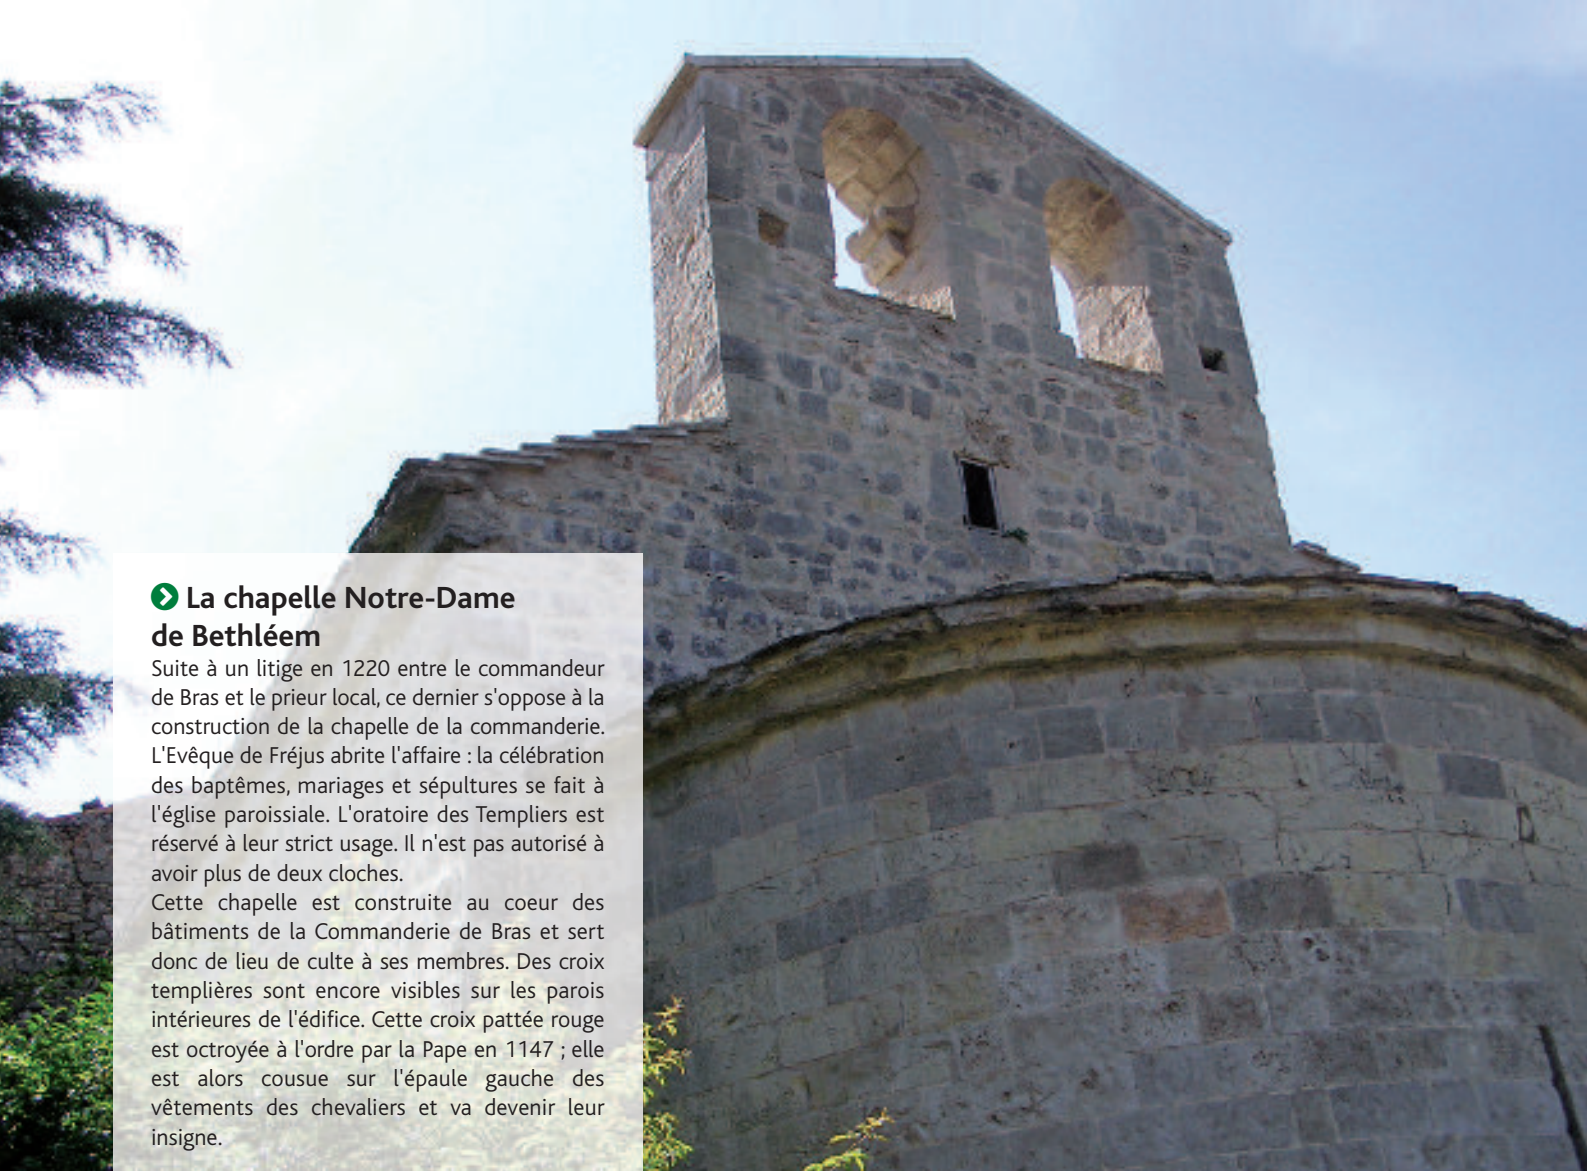 La chapelle Notre-Dame
de Bethléem
Suite à un litige en 1220 entre le commandeur
de Bras et le prieur local, ce dernier s'oppose à la
construction de la chapelle de la commanderie.
L'Evêque de Fréjus abrite l'affaire : la célébration
des baptêmes, mariages et sépultures se fait à
l'église paroissiale. L'oratoire des Templiers est
réservé à leur strict usage. Il n'est pas autorisé à
avoir plus de deux cloches.
Cette chapelle est construite au coeur des
bâtiments de la Commanderie de Bras et sert
donc de lieu de culte à ses membres. Des croix
templières sont encore visibles sur les parois
intérieures de l'édifice. Cette croix pattée rouge
est octroyée à l'ordre par la Pape en 1147 ; elle
est alors cousue sur l'épaule gauche des
vêtements des chevaliers et va devenir leur
insigne.